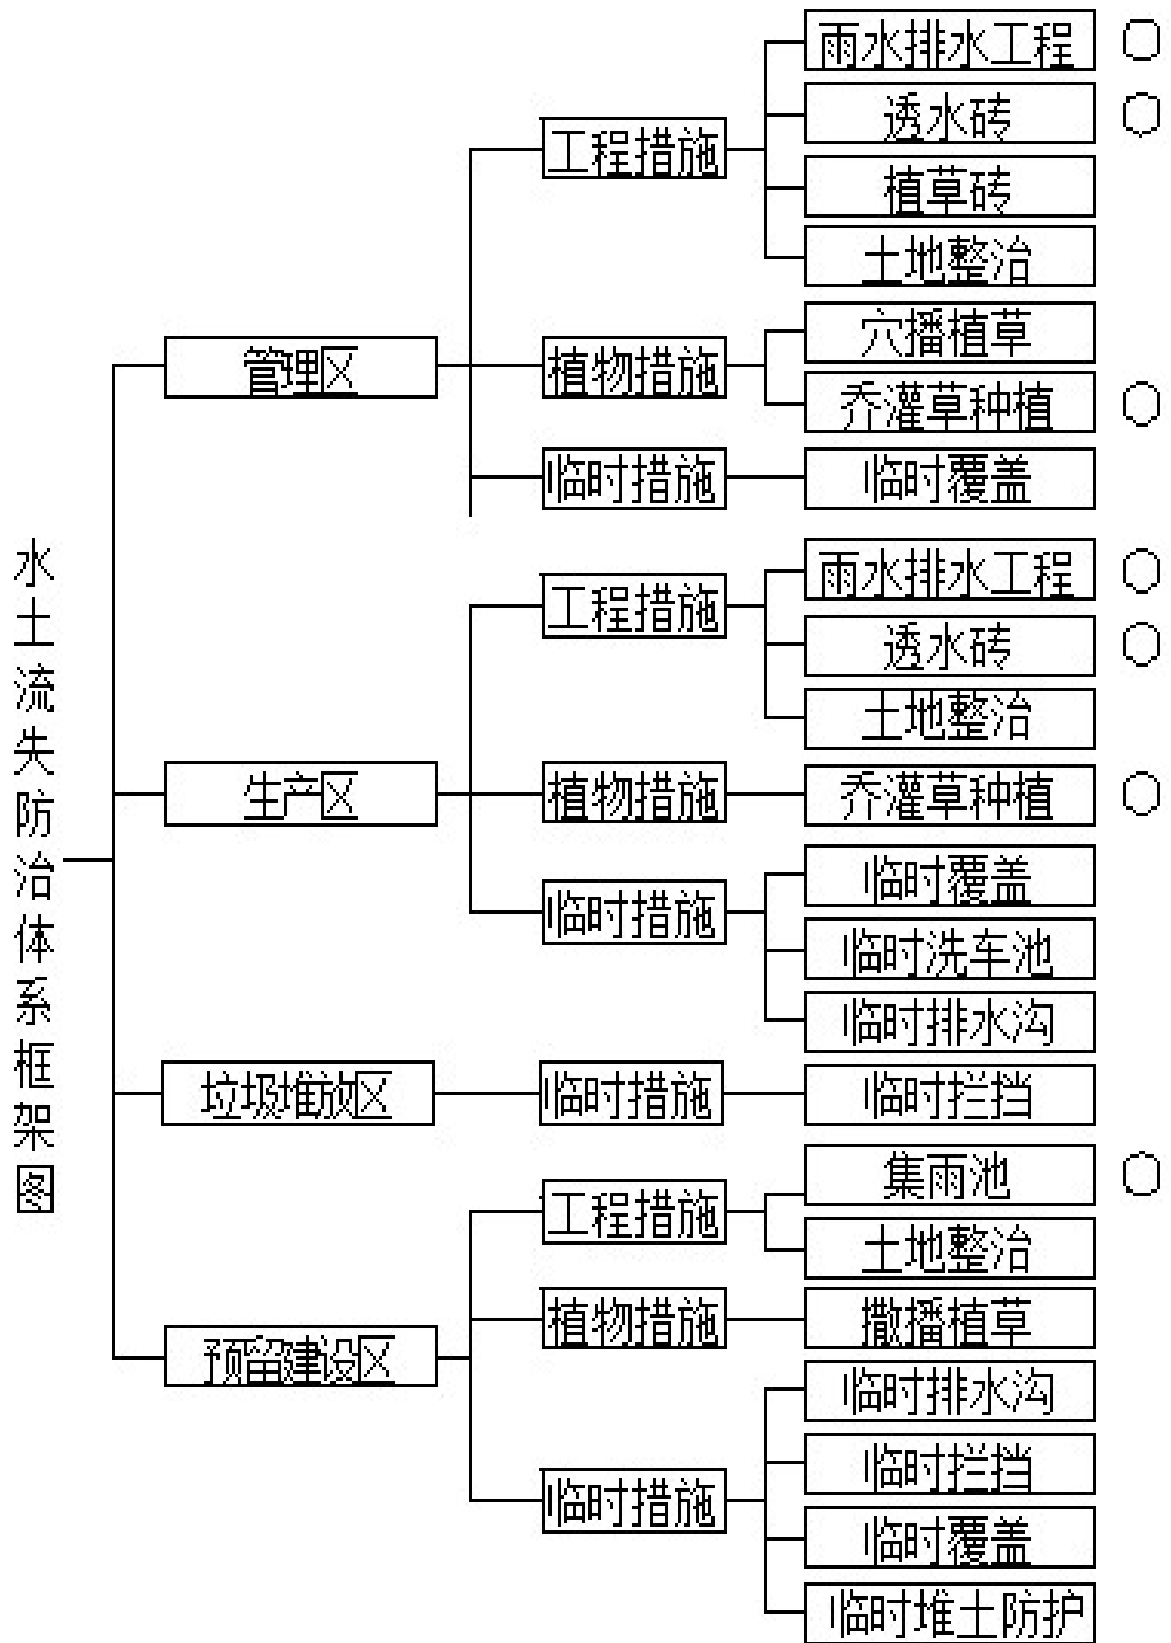 水土流失防治体系框架图
管理区
工程措施
雨水排水工程
透水砖
植草砖
土地整治
植物措施
穴播植草
乔灌草种植
临时措施
临时覆盖
生产区
工程措施
雨水排水工程
透水砖
土地整治
植物措施
乔灌草种植
临时措施
临时覆盖
临时洗车池
临时排水沟
垃圾堆放区
临时措施
临时拦挡
预留建设区
工程措施
集雨池
土地整治
植物措施
撒播植草
临时措施
临时排水沟
临时拦挡
临时覆盖
临时堆土防护